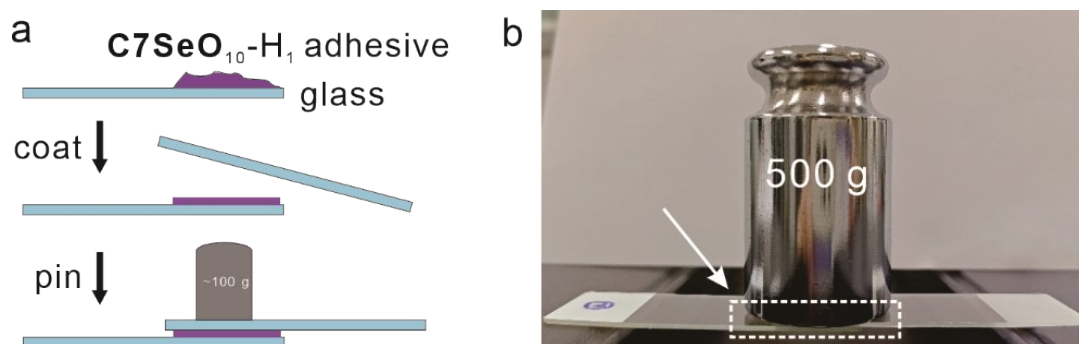 a
C7SeO₁₀-H₁ adhesive
glass
coat
pin
~100 g
b
500 g